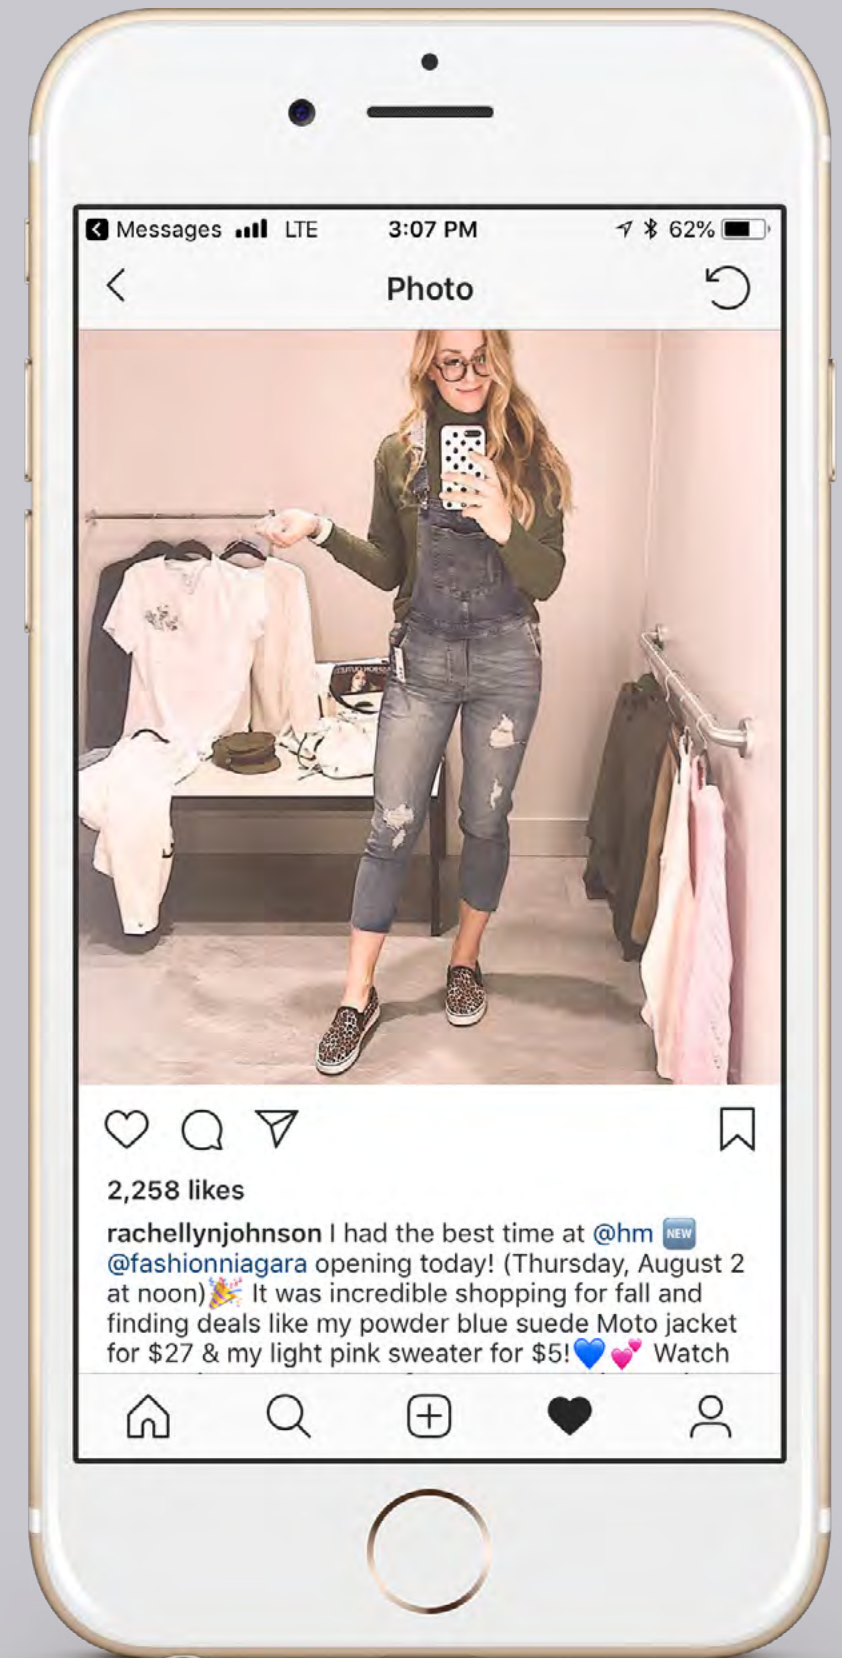 Messages LTE 3:07 PM 62%
Photo
2,258 likes
rachellynjohnson I had the best time at @hm NEW
@fashionniagara opening today! (Thursday, August 2
at noon)🎉 It was incredible shopping for fall and
finding deals like my powder blue suede Moto jacket
for $27 & my light pink sweater for $5!💙💕 Watch